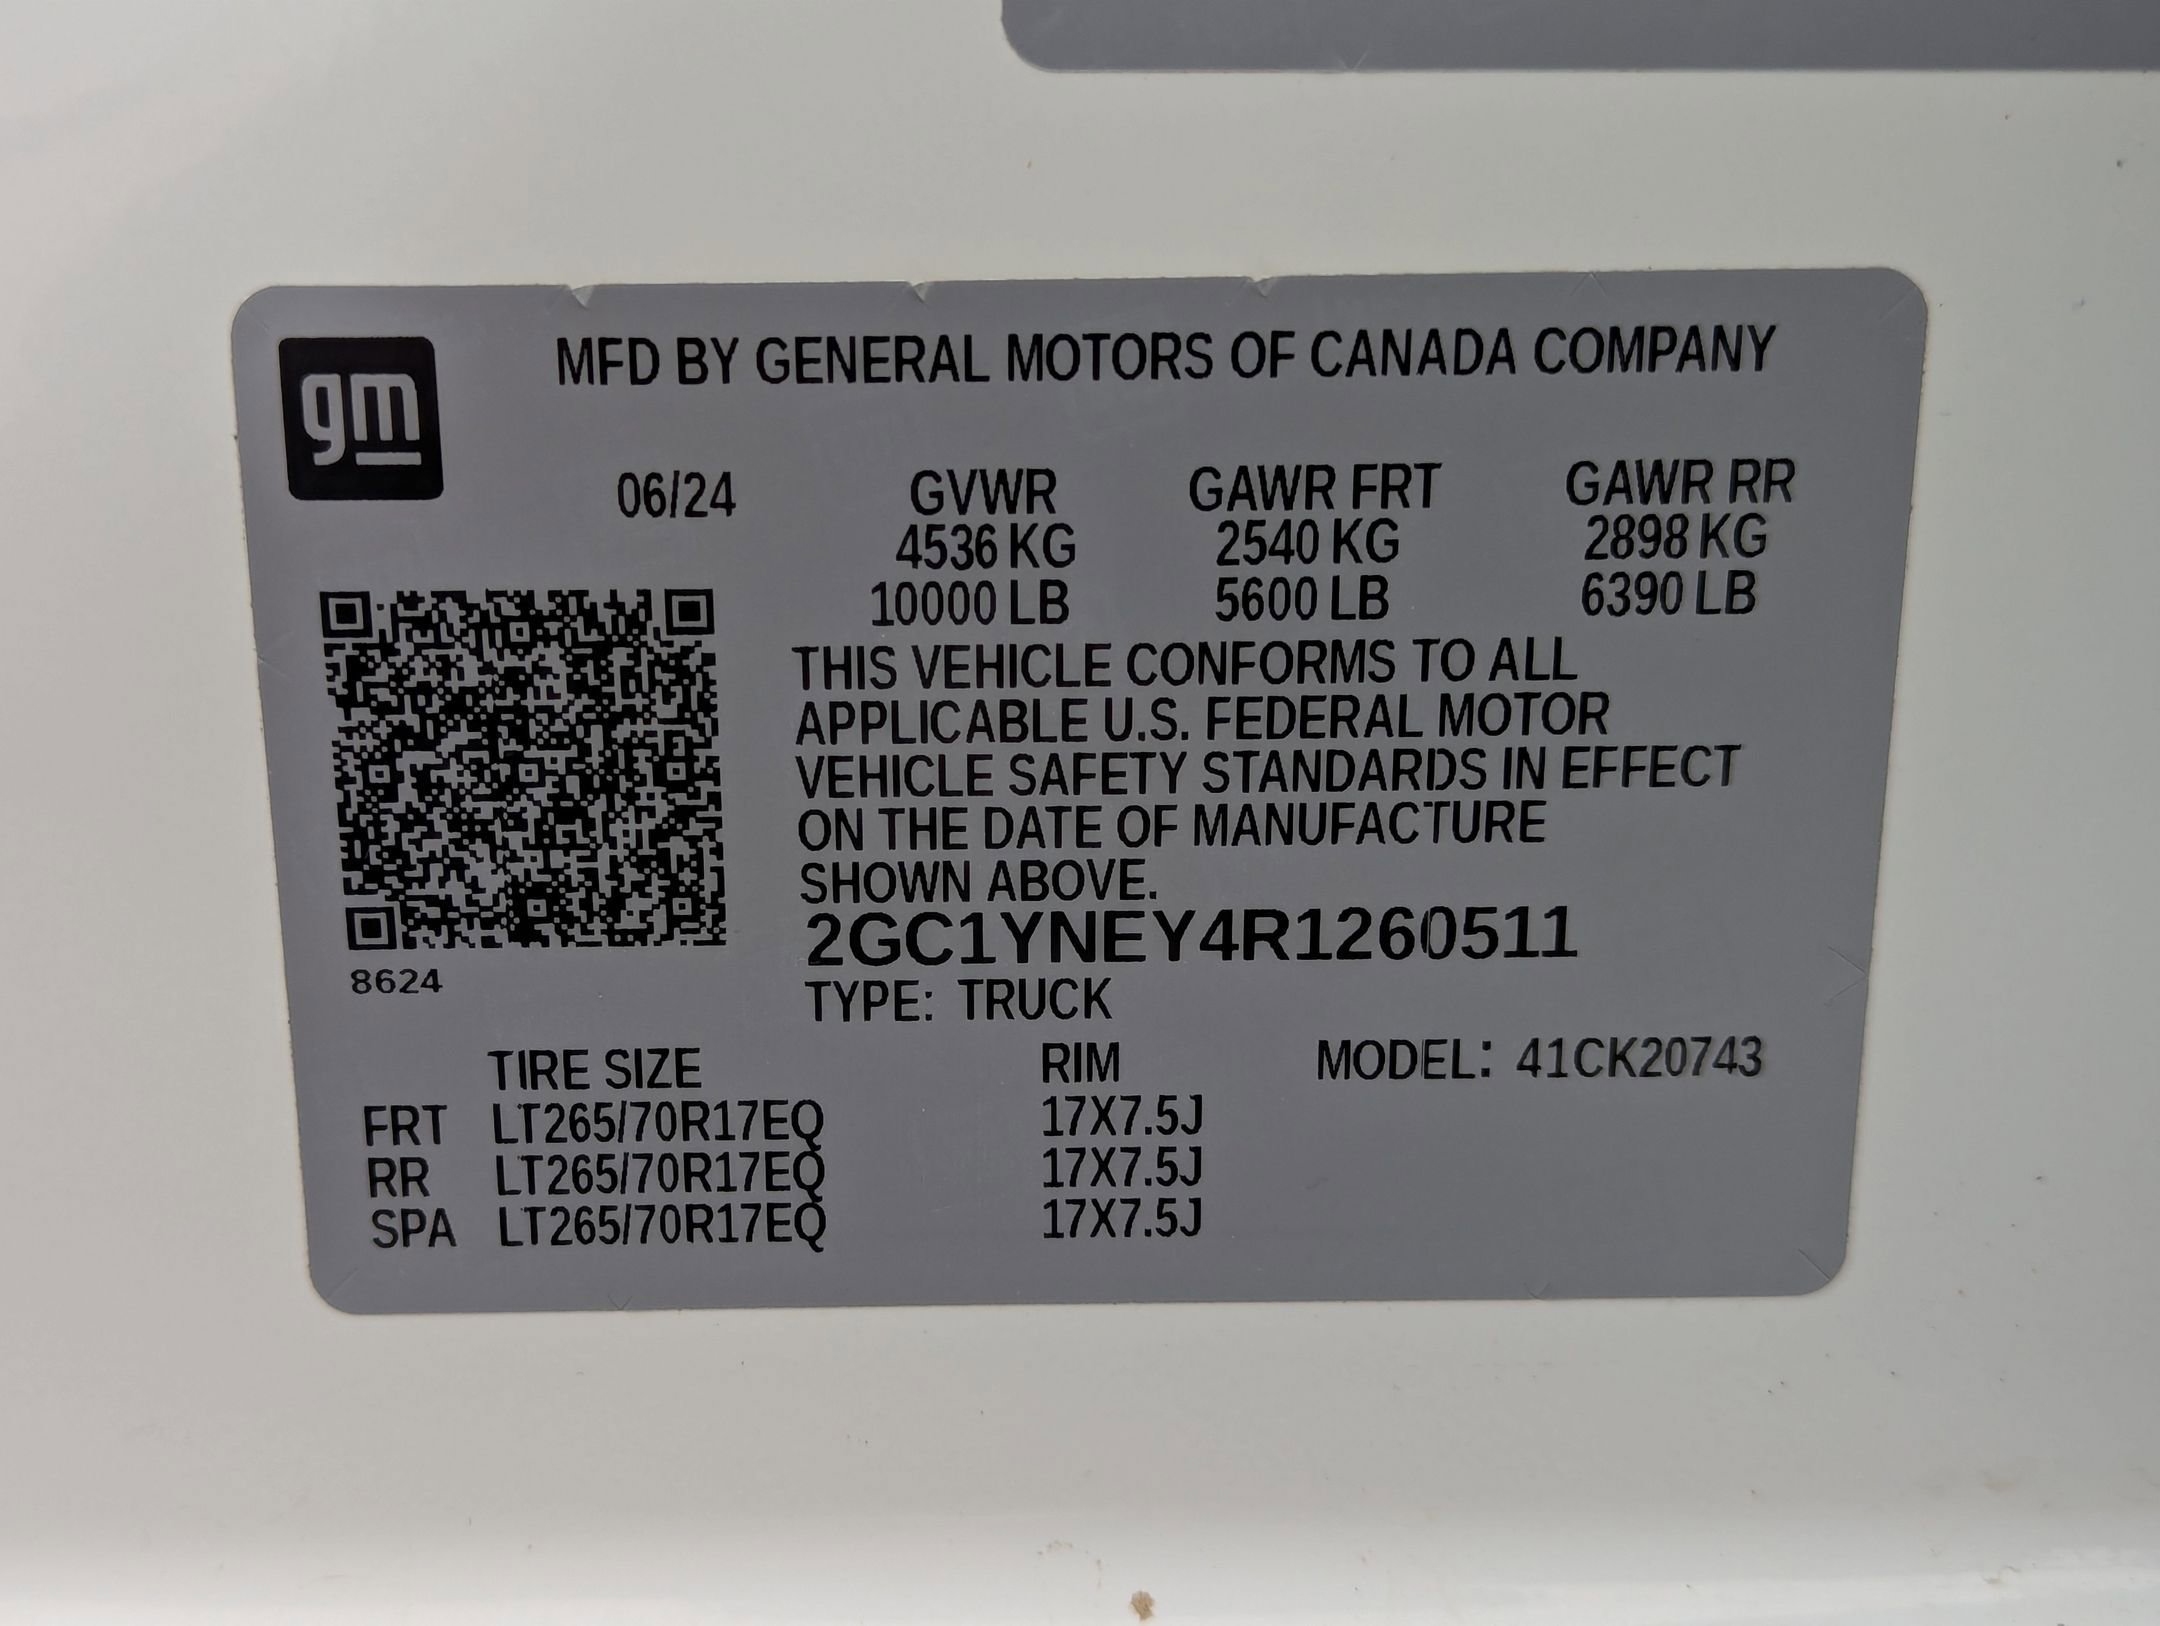 gm
MFD BY GENERAL MOTORS OF CANADA COMPANY
06/24 GVWR GAWR FRT GAWR RR
4536 KG 2540 KG 2898 KG
10000 LB 5600 LB 6390 LB
THIS VEHICLE CONFORMS TO ALL
APPLICABLE U.S. FEDERAL MOTOR
VEHICLE SAFETY STANDARDS IN EFFECT
ON THE DATE OF MANUFACTURE
SHOWN ABOVE.
2GC1YNEY4R1260511
8624
TYPE: TRUCK
TIRE SIZE RIM MODEL: 41CK20743
FRT LT265/70R17EQ 17X7.5J
RR LT265/70R17EQ 17X7.5J
SPA LT265/70R17EQ 17X7.5J